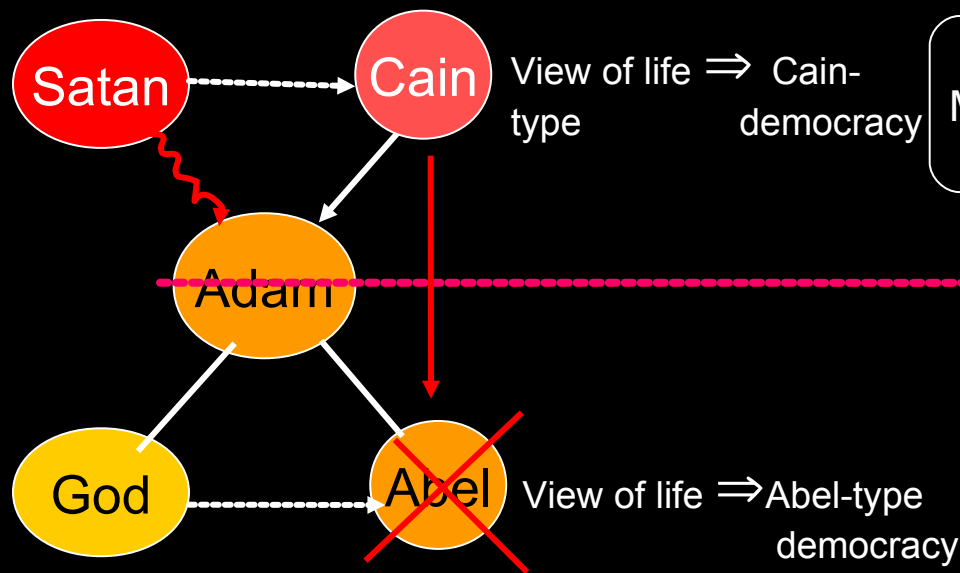 Satan
Cain
View of life ⇒ Cain-
type democracy
M
Adam
God
Abel
View of life ⇒Abel-type
democracy